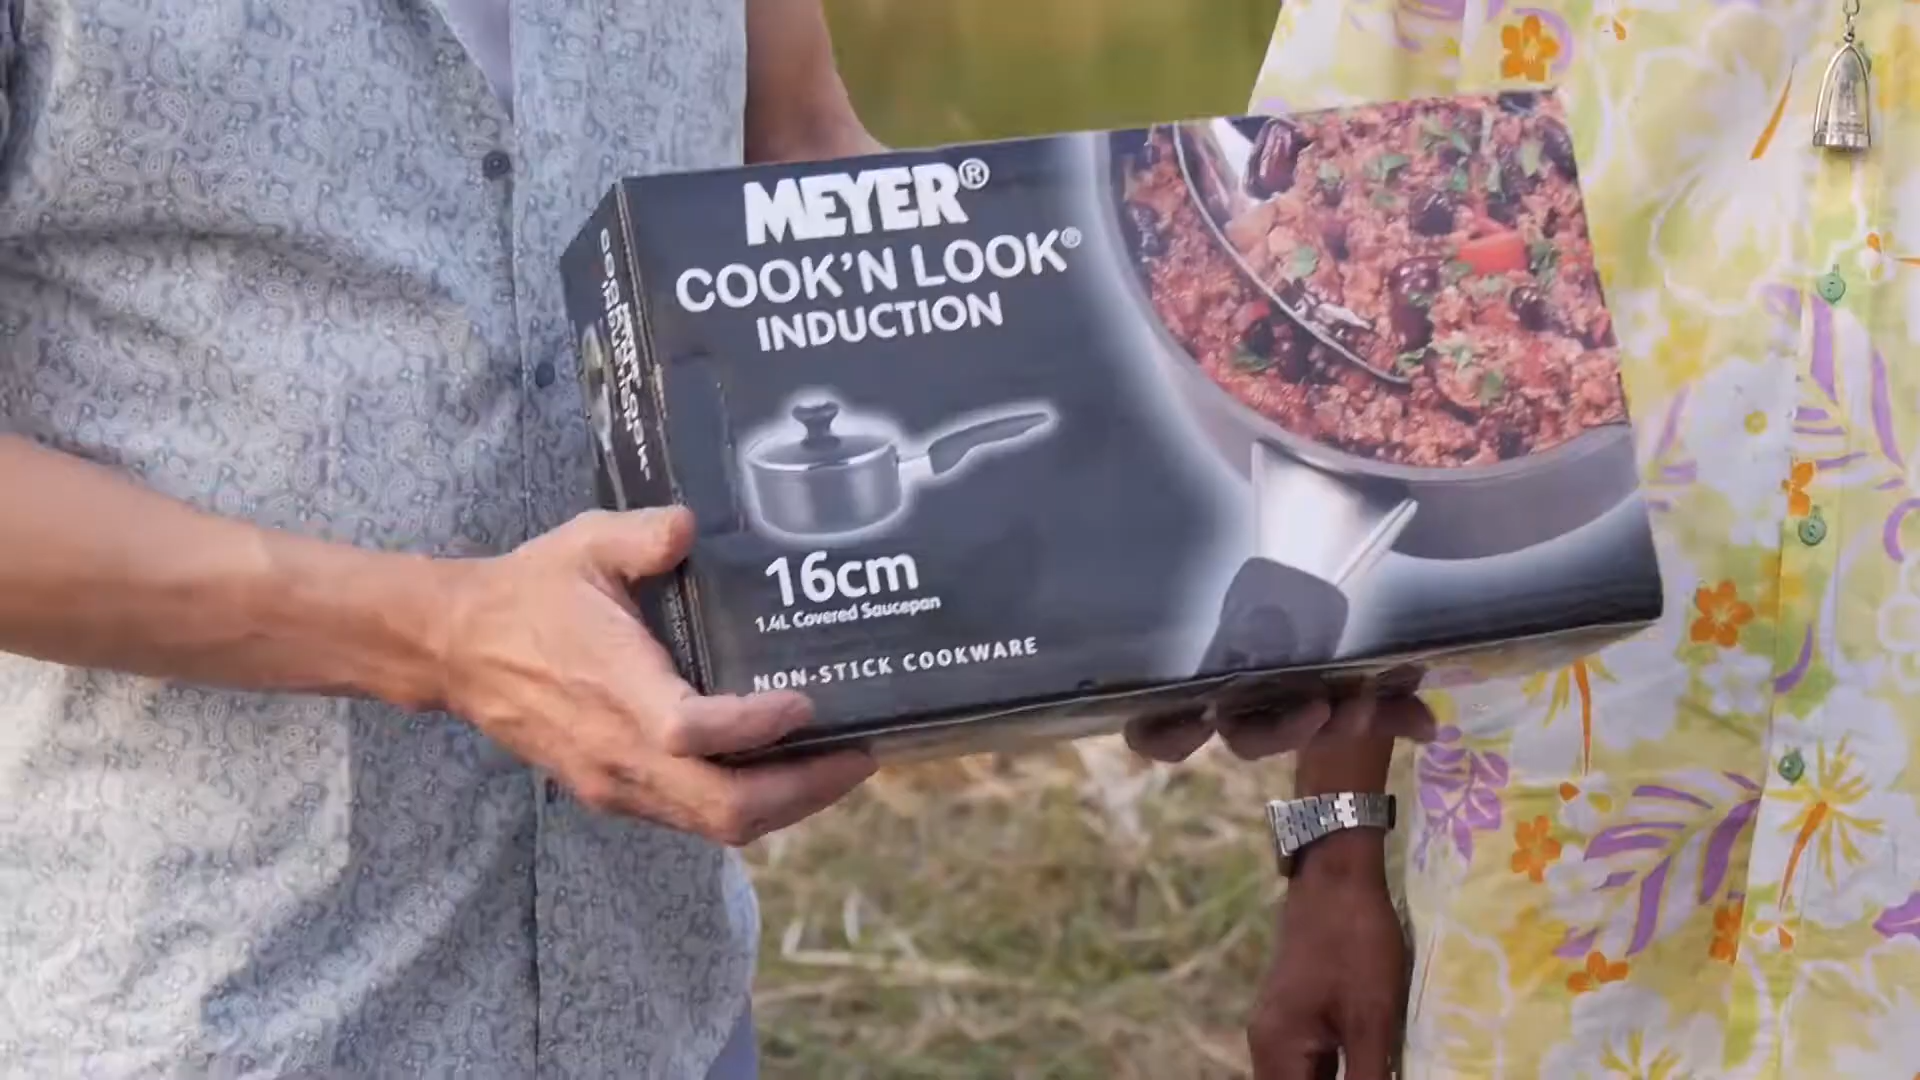 MEYER®
COOK'N LOOK®
INDUCTION
16cm
1.4L Covered Saucepan
NON-STICK COOKWARE